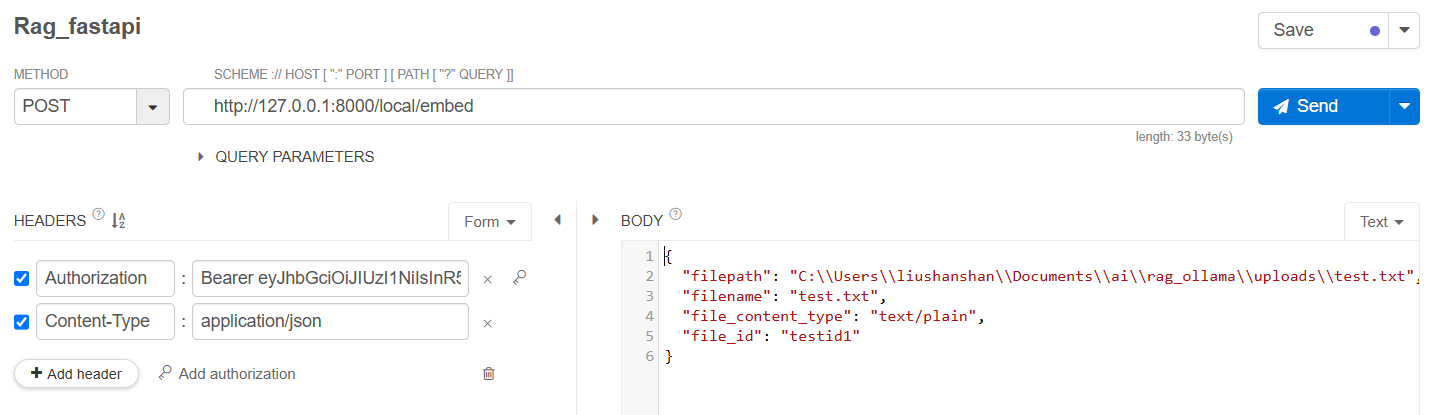 Rag_fastapi
Save
METHOD
SCHEME :// HOST [ ":" PORT ] [ PATH [ "?" QUERY ]]
POST
http://127.0.0.1:8000/local/embed
Send
length: 33 byte(s)
QUERY PARAMETERS
HEADERS ? A Z
Form
BODY ?
Text
Authorization : Bearer eyJhbGciOiJIUzI1NiIsInR5
Content-Type : application/json
Add header
Add authorization
1 {
2 "filepath": "C:\\Users\\liushanshan\\Documents\\ai\\rag_ollama\\uploads\\test.txt",
3 "filename": "test.txt",
4 "file_content_type": "text/plain",
5 "file_id": "testid1"
6 }